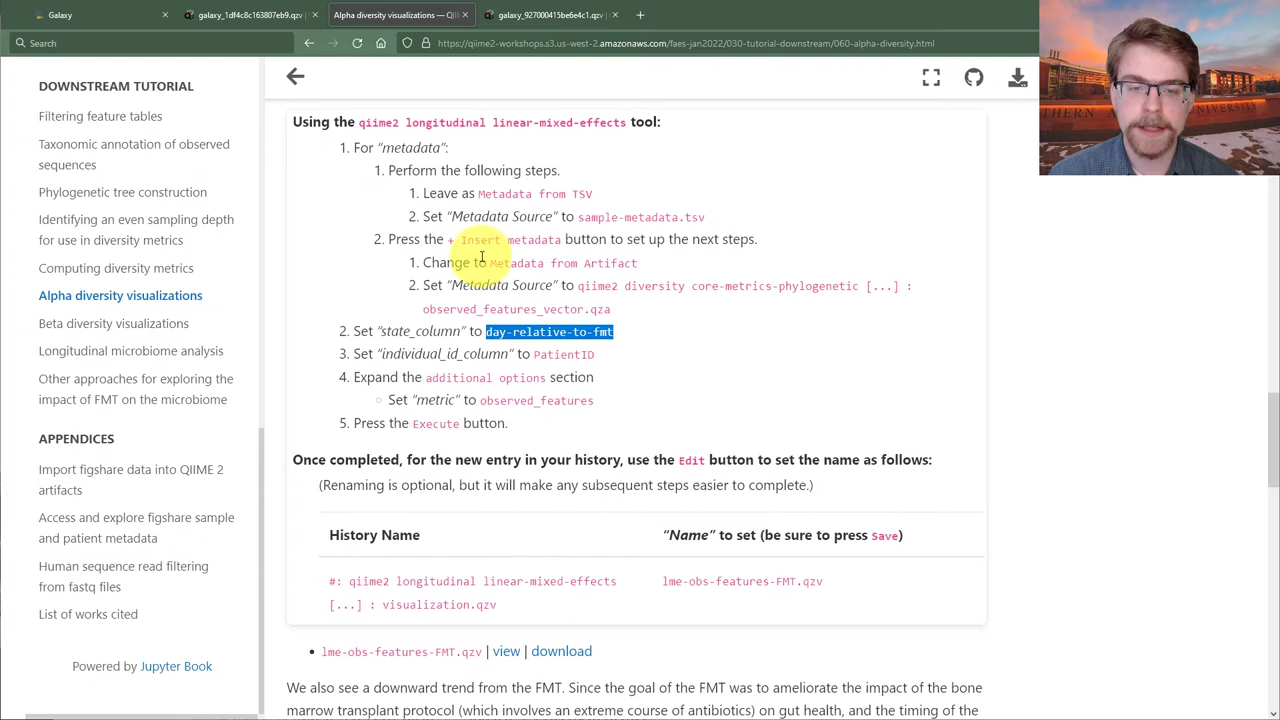 Galaxy × galaxy_1df4c8c163807eb9.qzv | × Alpha diversity visualizations — QII × galaxy_927000415be6e4c1.qzv | × +
Search https://qiime2-workshops.s3.us-west-2.amazonaws.com/faes-jan2022/030-tutorial-downstream/060-alpha-diversity.html
DOWNSTREAM TUTORIAL
Filtering feature tables
Taxonomic annotation of observed
sequences
Phylogenetic tree construction
Identifying an even sampling depth
for use in diversity metrics
Computing diversity metrics
Alpha diversity visualizations
Beta diversity visualizations
Longitudinal microbiome analysis
Other approaches for exploring the
impact of FMT on the microbiome
APPENDICES
Import figshare data into QIIME 2
artifacts
Access and explore figshare sample
and patient metadata
Human sequence read filtering
from fastq files
List of works cited
Powered by Jupyter Book
Using the qiime2 longitudinal linear-mixed-effects tool:
1. For “metadata”:
1. Perform the following steps.
1. Leave as Metadata from TSV
2. Set “Metadata Source” to sample-metadata.tsv
2. Press the + Insert metadata button to set up the next steps.
1. Change to Metadata from Artifact
2. Set “Metadata Source” to qiime2 diversity core-metrics-phylogenetic [...] :
observed_features_vector.qza
2. Set “state_column” to day-relative-to-fmt
3. Set “individual_id_column” to PatientID
4. Expand the additional options section
○ Set “metric” to observed_features
5. Press the Execute button.
Once completed, for the new entry in your history, use the Edit button to set the name as follows:
(Renaming is optional, but it will make any subsequent steps easier to complete.)
History Name “Name” to set (be sure to press Save)
#: qiime2 longitudinal linear-mixed-effects lme-obs-features-FMT.qzv
[...] : visualization.qzv
• lme-obs-features-FMT.qzv | view | download
We also see a downward trend from the FMT. Since the goal of the FMT was to ameliorate the impact of the bone
marrow transplant protocol (which involves an extreme course of antibiotics) on gut health, and the timing of the